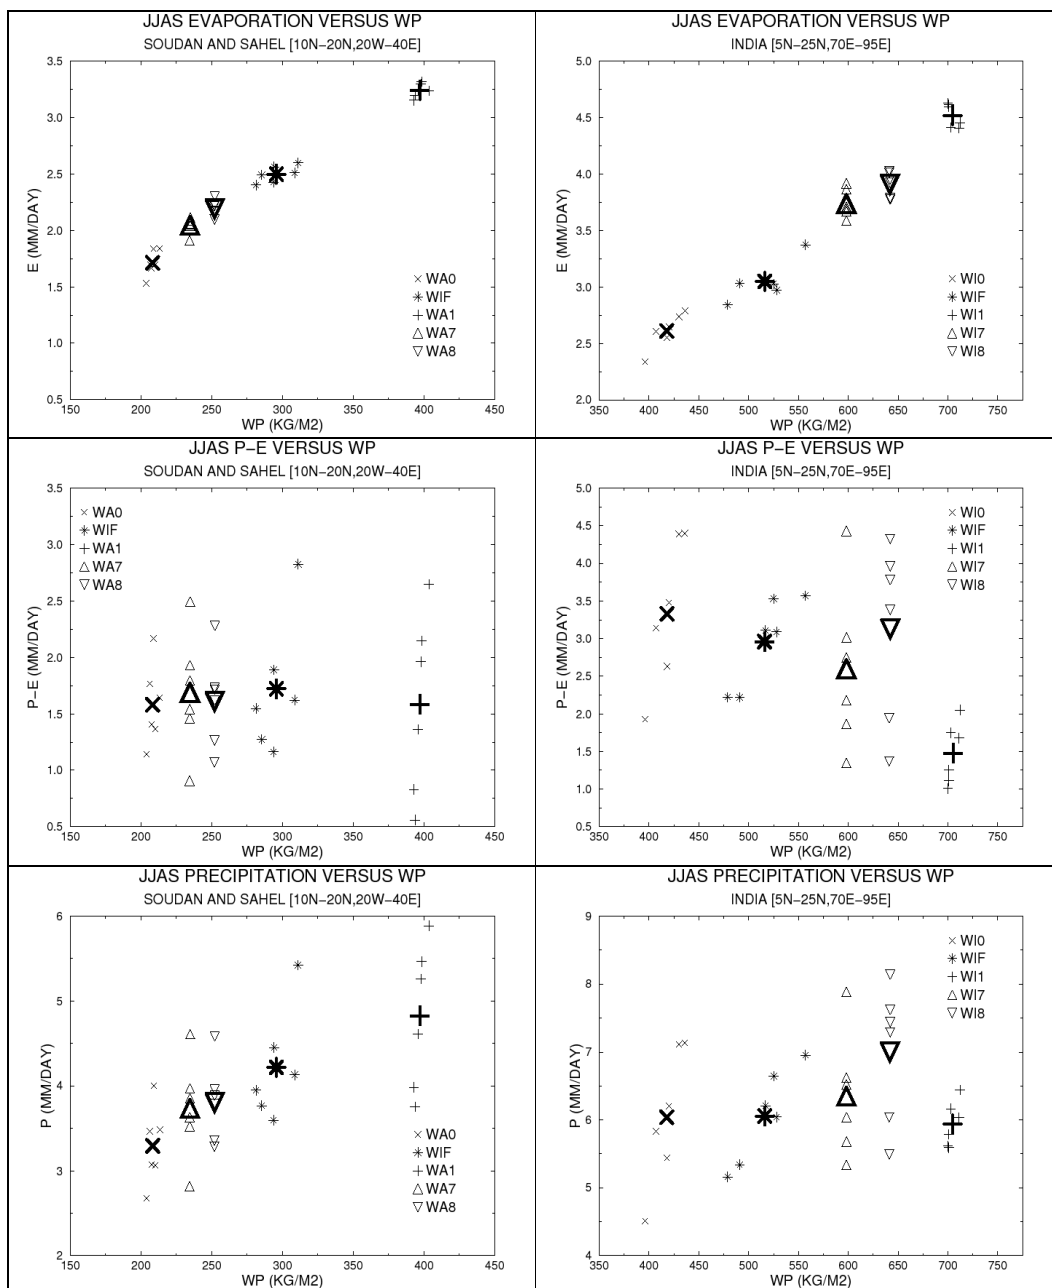 JJAS EVAPORATION VERSUS WP
SOUDAN AND SAHEL [10N−20N,20W−40E]
3.5
3.0
2.5
2.0
1.5
1.0
0.5
E (MM/DAY)
WA0
WIF
WA1
WA7
WA8
150 200 250 300 350 400 450
WP (KG/M2)
JJAS EVAPORATION VERSUS WP
INDIA [5N−25N,70E−95E]
5.0
4.5
4.0
3.5
3.0
2.5
2.0
E (MM/DAY)
WI0
WIF
WI1
WI7
WI8
350 400 450 500 550 600 650 700 750
WP (KG/M2)
JJAS P−E VERSUS WP
SOUDAN AND SAHEL [10N−20N,20W−40E]
3.5
3.0
2.5
2.0
1.5
1.0
0.5
P−E (MM/DAY)
WA0
WIF
WA1
WA7
WA8
150 200 250 300 350 400 450
WP (KG/M2)
JJAS P−E VERSUS WP
INDIA [5N−25N,70E−95E]
5.0
4.5
4.0
3.5
3.0
2.5
2.0
1.5
1.0
0.5
P−E (MM/DAY)
WI0
WIF
WI1
WI7
WI8
350 400 450 500 550 600 650 700 750
WP (KG/M2)
JJAS PRECIPITATION VERSUS WP
SOUDAN AND SAHEL [10N−20N,20W−40E]
6
5
4
3
2
P (MM/DAY)
WA0
WIF
WA1
WA7
WA8
150 200 250 300 350 400 450
WP (KG/M2)
JJAS PRECIPITATION VERSUS WP
INDIA [5N−25N,70E−95E]
9
8
7
6
5
4
P (MM/DAY)
WI0
WIF
WI1
WI7
WI8
350 400 450 500 550 600 650 700 750
WP (KG/M2)